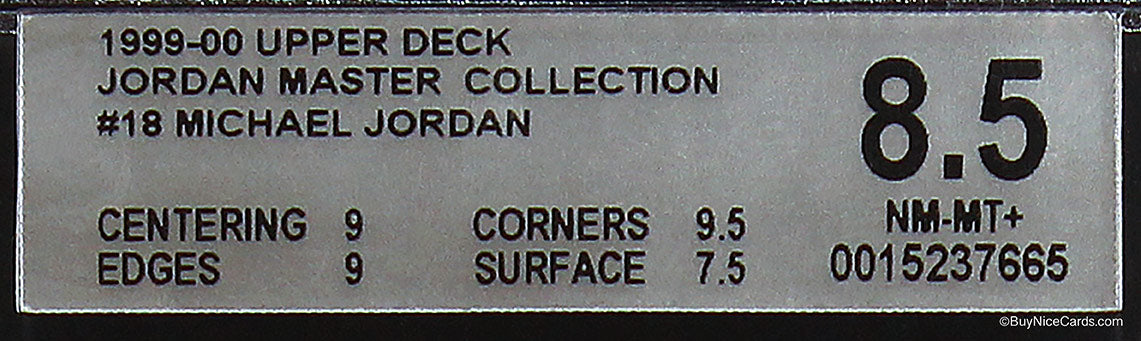 1999-00 UPPER DECK
JORDAN MASTER COLLECTION
#18 MICHAEL JORDAN
8.5
NM-MT+
0015237665
CENTERING 9 CORNERS 9.5
EDGES 9 SURFACE 7.5
©BuyNiceCards.com